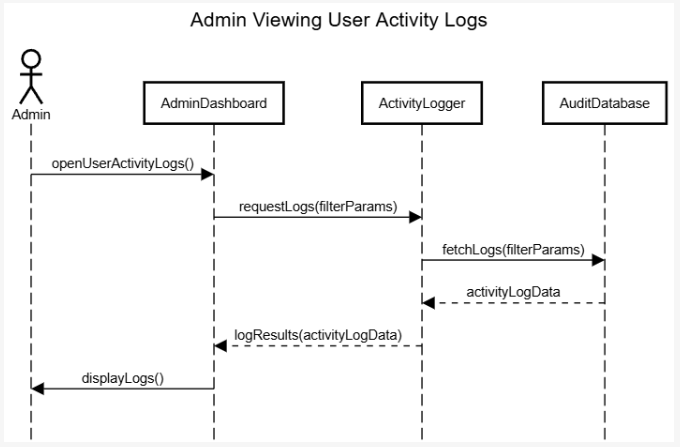 Admin Viewing User Activity Logs
Admin
AdminDashboard
ActivityLogger
AuditDatabase
openUserActivityLogs()
requestLogs(filterParams)
fetchLogs(filterParams)
activityLogData
logResults(activityLogData)
displayLogs()